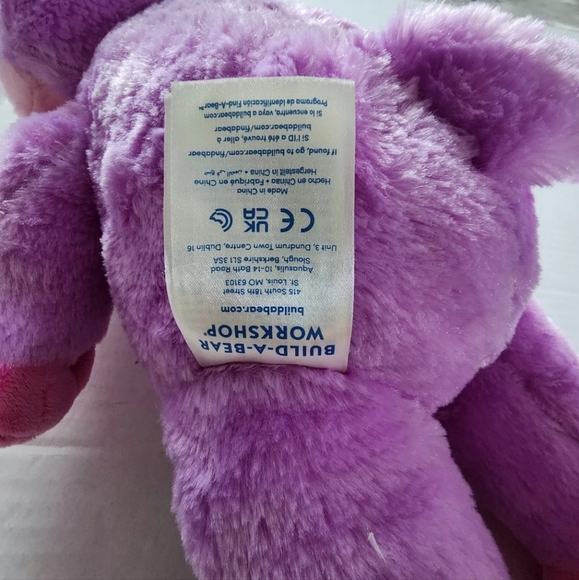 BUILD-A-BEAR
WORKSHOP
buildabear.com
415 South 18th Street
St. Louis, MO 63103
Aquasulis, 10-14 Bath Road
Slough, Berkshire SL1 3SA
Unit 3, Dundrum Town Centre, Dublin 16
CE UK CA
Made in China
Hecho en China • Fabriqué en Chine
Hergestellt in China •
If found, go to buildabear.com/findabear
Si l'ID a été trouvé, aller à
buildabear.com/findabear
Si lo encuentra, vaya a buildabear.com
Programa de identificación Find-A-Bear™